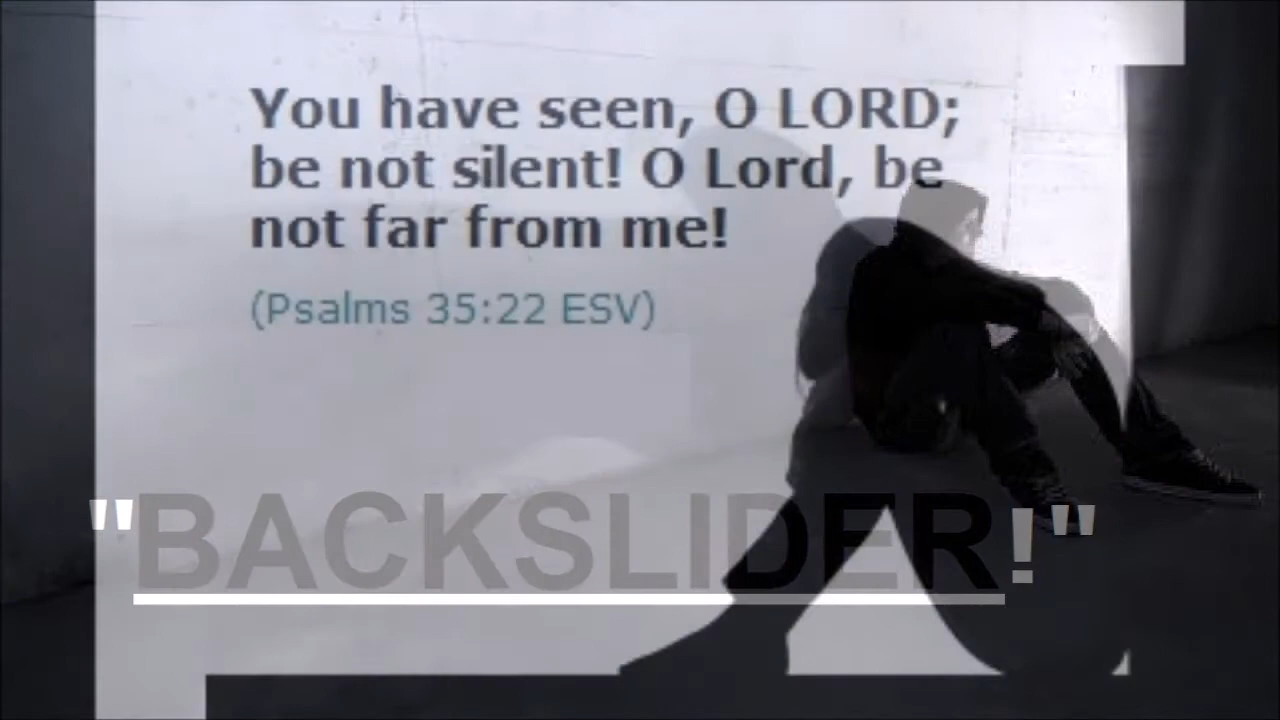 You have seen, O LORD;
be not silent! O Lord, be
not far from me!
(Psalms 35:22 ESV)
"BACKSLIDER!"